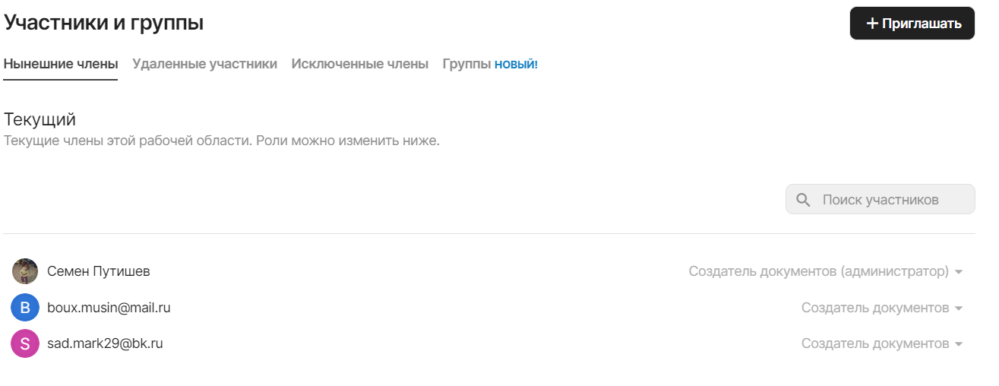 Участники и группы
Приглашать
Нынешние члены Удаленные участники Исключенные члены Группы новый!
Текущий
Текущие члены этой рабочей области. Роли можно изменить ниже.
Поиск участников
Семен Путишев Создатель документов (администратор)
B boux.musin@mail.ru Создатель документов
S sad.mark29@bk.ru Создатель документов